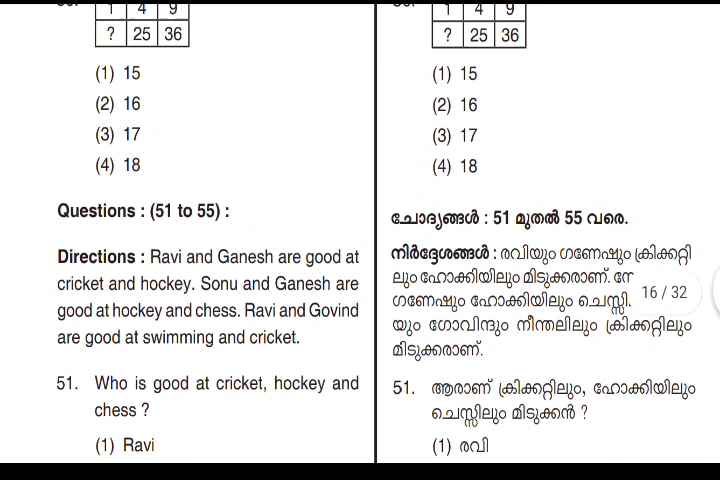 1 4 9
? 25 36
(1) 15
(2) 16
(3) 17
(4) 18
Questions : (51 to 55) :
Directions : Ravi and Ganesh are good at
cricket and hockey. Sonu and Ganesh are
good at hockey and chess. Ravi and Govind
are good at swimming and cricket.
51. Who is good at cricket, hockey and
chess ?
(1) Ravi
1 4 9
? 25 36
(1) 15
(2) 16
(3) 17
(4) 18
ചോദ്യങ്ങൾ : 51 മുതൽ 55 വരെ.
നിർദ്ദേശങ്ങൾ : രവിയും ഗണേഷും ക്രിക്കറ്റി
ലും ഹോക്കിയിലും മിടുക്കരാണ്.
ഗണേഷും ഹോക്കിയിലും
യും ഗോവിന്ദും നീന്തലിലും ക്രിക്കറ്റിലും
മിടുക്കരാണ്.
51. ആരാണ് ക്രിക്കറ്റിലും, ഹോക്കിയിലും
ചെസ്സിലും മിടുക്കൻ ?
(1) രവി
16 / 32